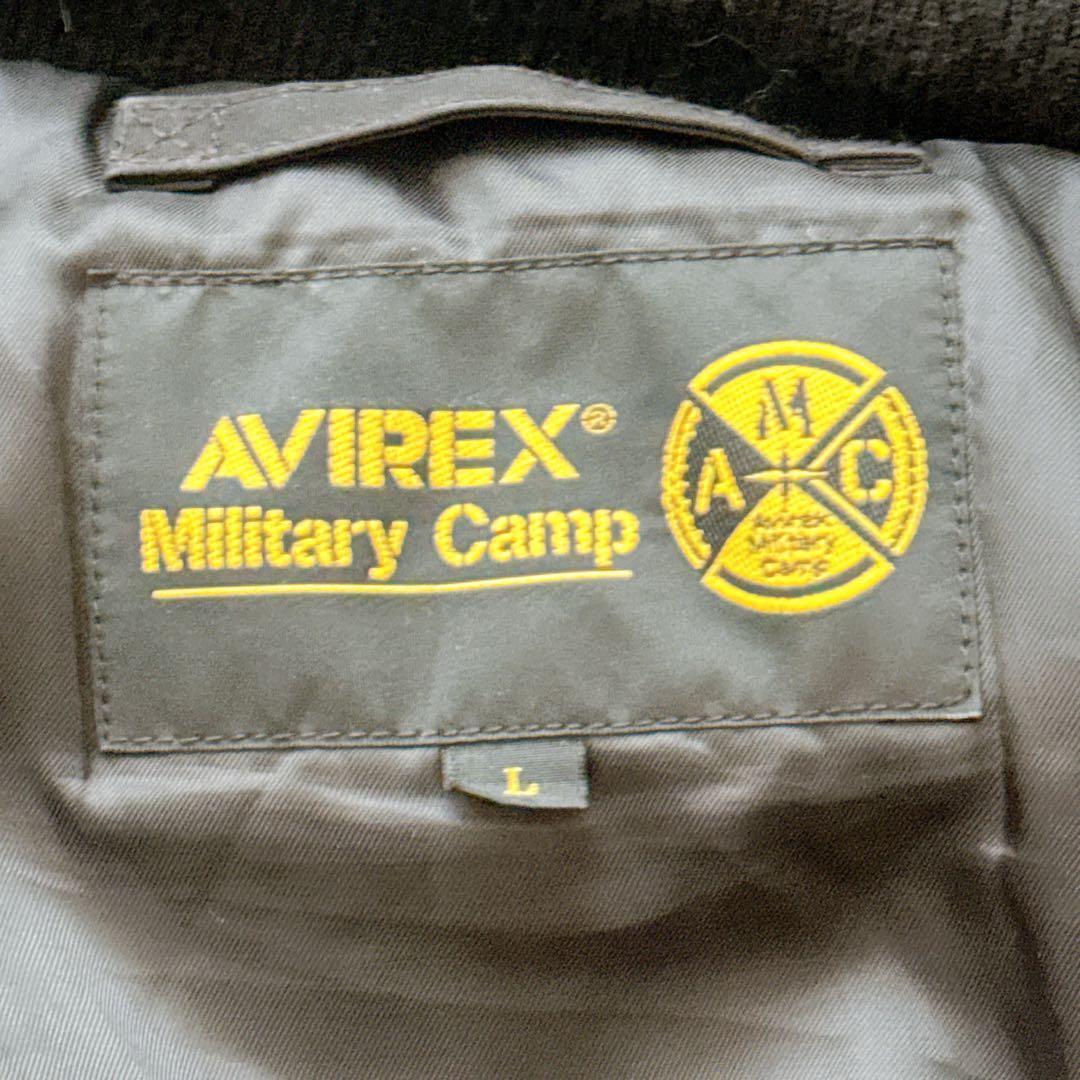 AVIREX®
Military Camp
M
A C
Avirex
Military
Camp
L